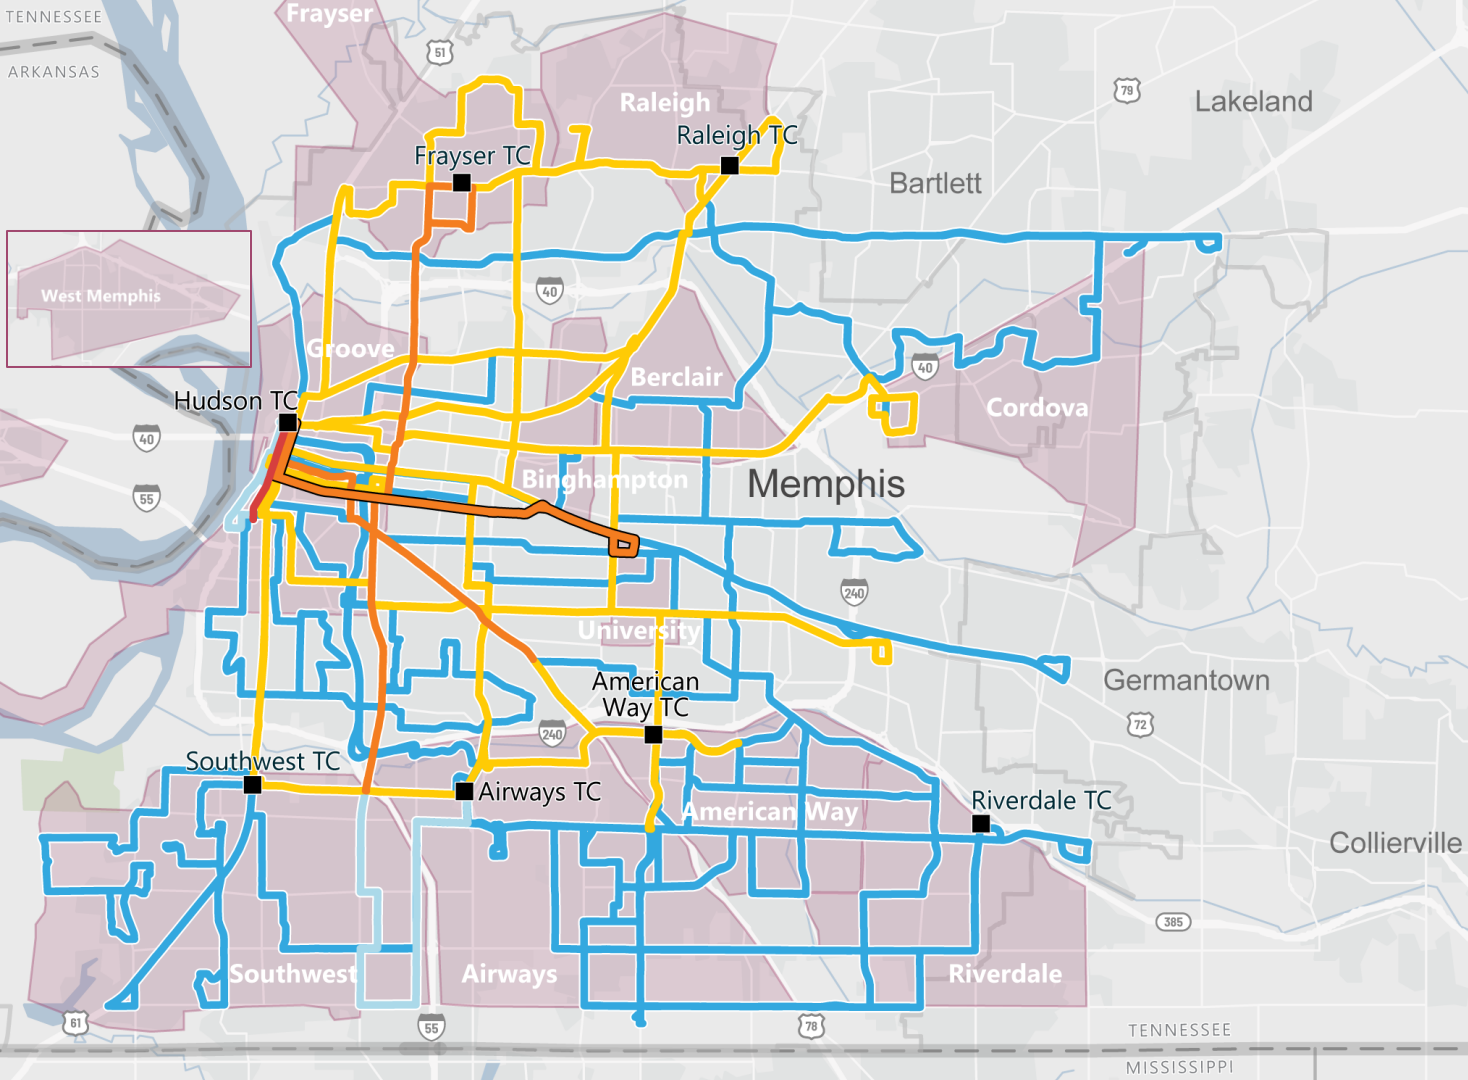 TENNESSEE
Frayser
51
ARKANSAS
79
Lakeland
Raleigh
Raleigh TC
Frayser TC
Bartlett
40
West Memphis
Groove
40
Berclair
Hudson TC
Cordova
40
55
Binghampton
Memphis
240
University
American
Way TC
Germantown
72
240
Southwest TC
Airways TC
American Way
Riverdale TC
Collierville
385
Southwest
Airways
Riverdale
61
55
78
TENNESSEE
MISSISSIPPI